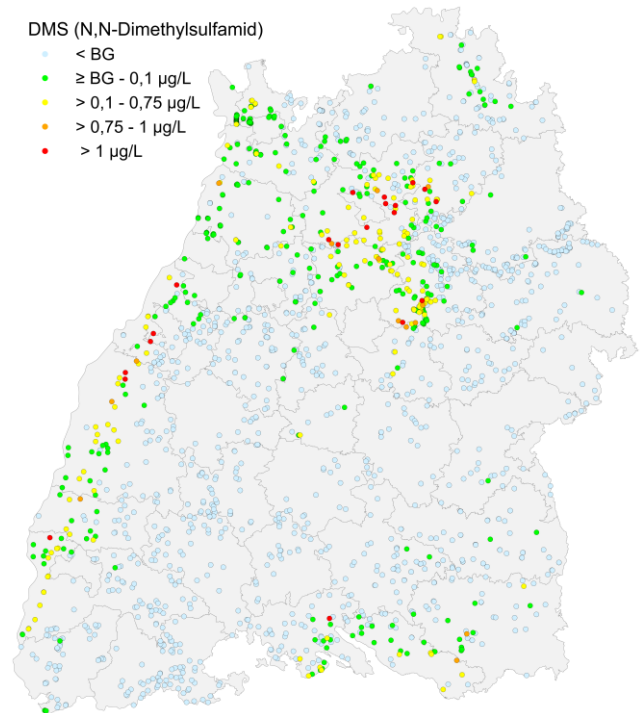 DMS (N,N-Dimethylsulfamid)
< BG
≥ BG - 0,1 µg/L
> 0,1 - 0,75 µg/L
> 0,75 - 1 µg/L
> 1 µg/L